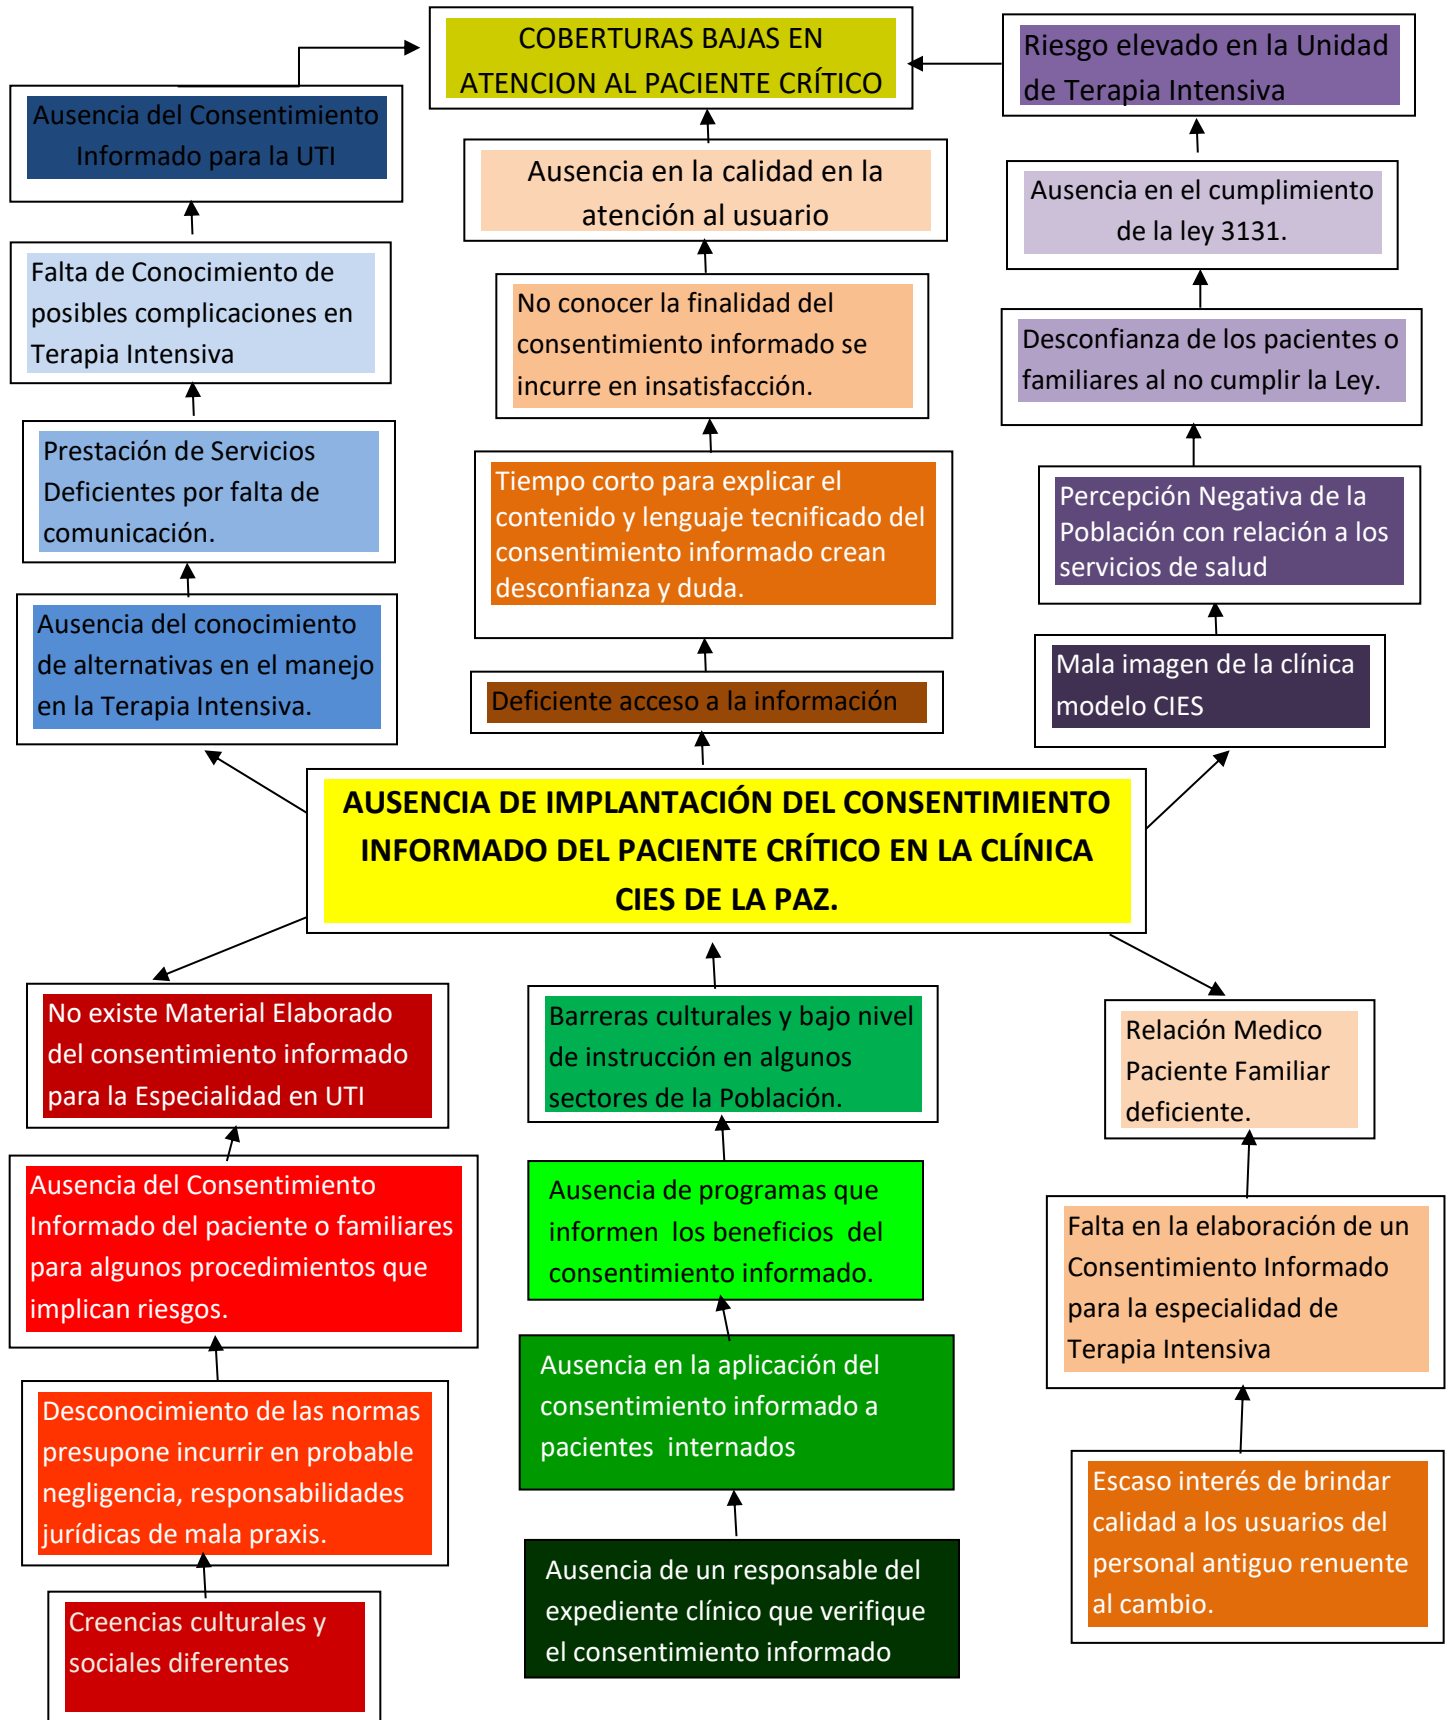 COBERTURAS BAJAS EN
ATENCION AL PACIENTE CRÍTICO
Riesgo elevado en la Unidad
de Terapia Intensiva
Ausencia del Consentimiento
Informado para la UTI
Ausencia en la calidad en la
atención al usuario
Ausencia en el cumplimiento
de la ley 3131.
Falta de Conocimiento de
posibles complicaciones en
Terapia Intensiva
No conocer la finalidad del
consentimiento informado se
incurre en insatisfacción.
Desconfianza de los pacientes o
familiares al no cumplir la Ley.
Prestación de Servicios
Deficientes por falta de
comunicación.
Tiempo corto para explicar el
contenido y lenguaje tecnificado del
consentimiento informado crean
desconfianza y duda.
Percepción Negativa de la
Población con relación a los
servicios de salud
Ausencia del conocimiento
de alternativas en el manejo
en la Terapia Intensiva.
Deficiente acceso a la información
Mala imagen de la clínica
modelo CIES
AUSENCIA DE IMPLANTACIÓN DEL CONSENTIMIENTO
INFORMADO DEL PACIENTE CRÍTICO EN LA CLÍNICA
CIES DE LA PAZ.
No existe Material Elaborado
del consentimiento informado
para la Especialidad en UTI
Barreras culturales y bajo nivel
de instrucción en algunos
sectores de la Población.
Relación Medico
Paciente Familiar
deficiente.
Ausencia del Consentimiento
Informado del paciente o familiares
para algunos procedimientos que
implican riesgos.
Ausencia de programas que
informen los beneficios del
consentimiento informado.
Falta en la elaboración de un
Consentimiento Informado
para la especialidad de
Terapia Intensiva
Desconocimiento de las normas
presupone incurrir en probable
negligencia, responsabilidades
jurídicas de mala praxis.
Ausencia en la aplicación del
consentimiento informado a
pacientes internados
Escaso interés de brindar
calidad a los usuarios del
personal antiguo renuente
al cambio.
Creencias culturales y
sociales diferentes
Ausencia de un responsable del
expediente clínico que verifique
el consentimiento informado